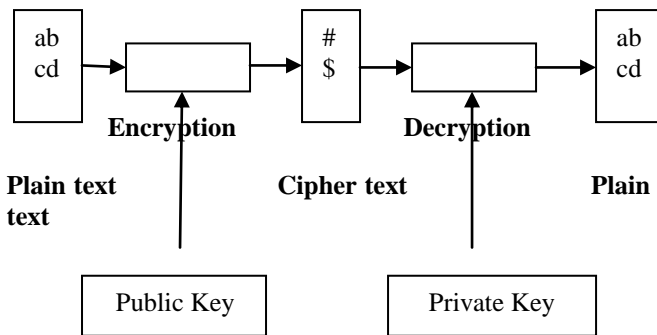 ab
cd
#
$
ab
cd
Encryption
Decryption
Plain text
Cipher text
Plain
text
Public Key
Private Key